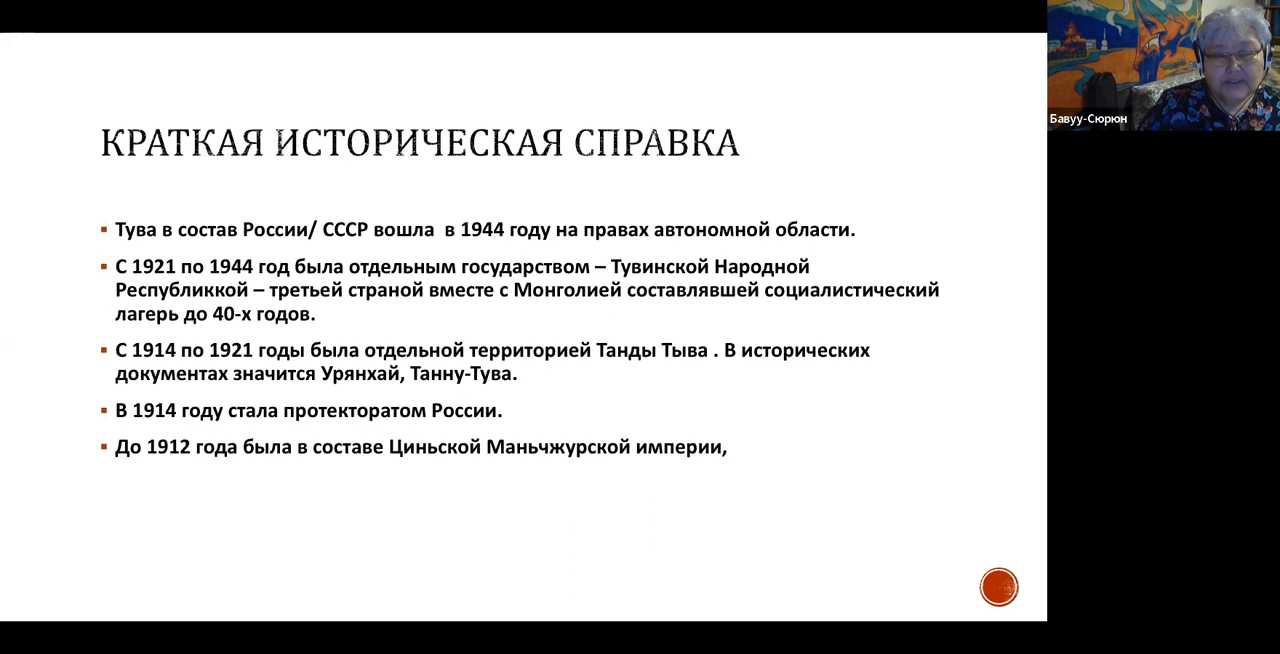 КРАТКАЯ ИСТОРИЧЕСКАЯ СПРАВКА
Тува в состав России/ СССР вошла в 1944 году на правах автономной области.
С 1921 по 1944 год была отдельным государством – Тувинской Народной
Республиккой – третьей страной вместе с Монголией составлявшей социалистический
лагерь до 40-х годов.
С 1914 по 1921 годы была отдельной территорией Танды Тыва . В исторических
документах значится Урянхай, Танну-Тува.
В 1914 году стала протекторатом России.
До 1912 года была в составе Циньской Маньчжурской империи,
Бавуу-Сюрюн